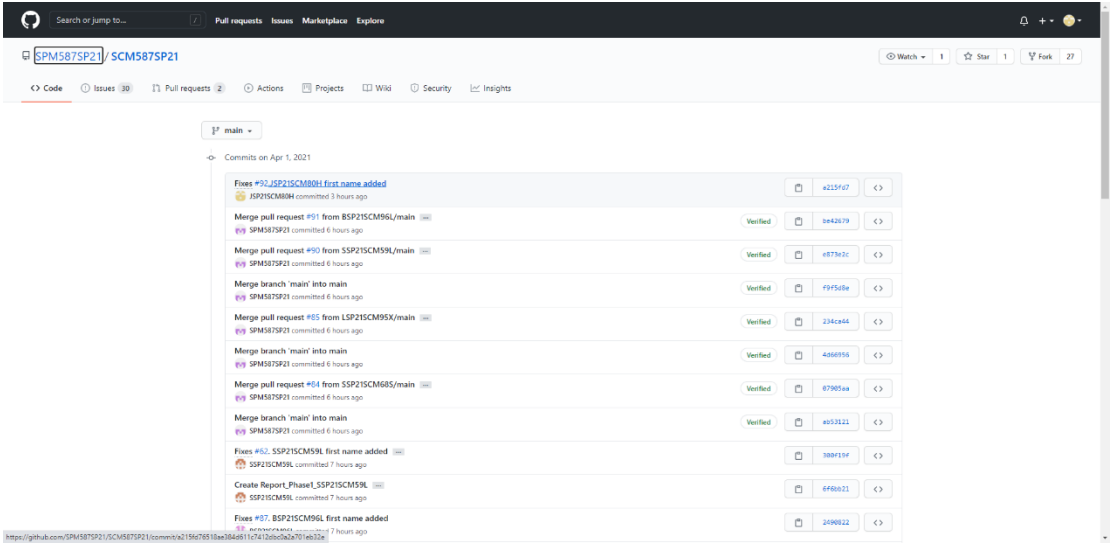 Search or jump to... / Pull requests Issues Marketplace Explore
SPM587SP21 / SCM587SP21
Watch 1 Star 1 Fork 27
Code Issues 30 Pull requests 2 Actions Projects Wiki Security Insights
main
Commits on Apr 1, 2021
Fixes #92,JSP21SCM80H first name added
JSP21SCM80H committed 3 hours ago
a215fd7
Merge pull request #91 from BSP21SCM96L/main ...
SPM587SP21 committed 6 hours ago
Verified be42679
Merge pull request #90 from SSP21SCM59L/main ...
SPM587SP21 committed 6 hours ago
Verified e873e2c
Merge branch 'main' into main
SPM587SP21 committed 6 hours ago
Verified f9f5d8e
Merge pull request #85 from LSP21SCM95X/main ...
SPM587SP21 committed 6 hours ago
Verified 234ca44
Merge branch 'main' into main
SPM587SP21 committed 6 hours ago
Verified 4d66956
Merge pull request #84 from SSP21SCM68S/main ...
SPM587SP21 committed 6 hours ago
Verified 07905aa
Merge branch 'main' into main
SPM587SP21 committed 6 hours ago
Verified ab53121
Fixes #62. SSP21SCM59L first name added ...
SSP21SCM59L committed 7 hours ago
300f19f
Create Report_Phase1_SSP21SCM59L ...
SSP21SCM59L committed 7 hours ago
6f6bb21
Fixes #87. BSP21SCM96L first name added
BSP21SCM96L committed 7 hours ago
2490822